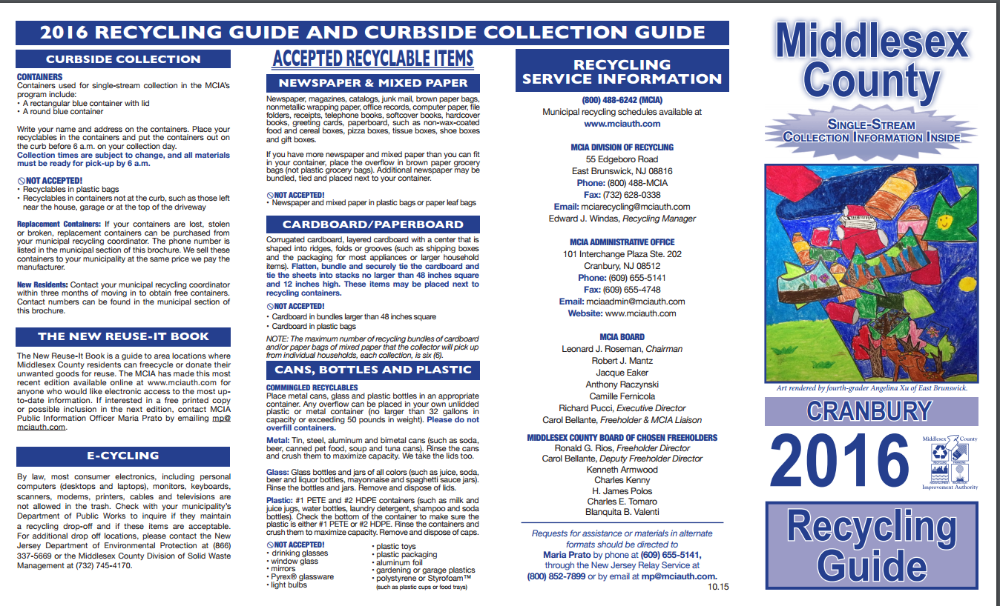 2016 RECYCLING GUIDE AND CURBSIDE COLLECTION GUIDE
CURBSIDE COLLECTION
CONTAINERS
Containers used for single-stream collection in the MCIA's
program include:
• A rectangular blue container with lid
• A round blue container
Write your name and address on the containers. Place your
recyclables in the containers and put the containers out on
the curb before 6 a.m. on your collection day.
Collection times are subject to change, and all materials
must be ready for pick-up by 6 a.m.
NOT ACCEPTED!
• Recyclables in plastic bags
• Recyclables in containers not at the curb, such as those left
near the house, garage or at the top of the driveway
Replacement Containers: If your containers are lost, stolen
or broken, replacement containers can be purchased from
your municipal recycling coordinator. The phone number is
listed in the municipal section of this brochure. We sell these
containers to your municipality at the same price we pay the
manufacturer.
New Residents: Contact your municipal recycling coordinator
within three months of moving in to obtain free containers.
Contact numbers can be found in the municipal section of
this brochure.
THE NEW REUSE-IT BOOK
The New Reuse-It Book is a guide to area locations where
Middlesex County residents can freecycle or donate their
unwanted goods for reuse. The MCIA has made this most
recent edition available online at www.mciauth.com for
anyone who would like electronic access to the most up-
to-date information. If interested in a free printed copy
or possible inclusion in the next edition, contact MCIA
Public Information Officer Maria Prato by emailing mp@
mciauth.com.
E-CYCLING
By law, most consumer electronics, including personal
computers (desktops and laptops), monitors, keyboards,
scanners, modems, printers, cables and televisions are
not allowed in the trash. Check with your municipality's
Department of Public Works to inquire if they maintain
a recycling drop-off and if these items are acceptable.
For additional drop off locations, please contact the New
Jersey Department of Environmental Protection at (866)
337-5669 or the Middlesex County Division of Solid Waste
Management at (732) 745-4170.
ACCEPTED RECYCLABLE ITEMS
NEWSPAPER & MIXED PAPER
Newspaper, magazines, catalogs, junk mail, brown paper bags,
nonmetallic wrapping paper, office records, computer paper, file
folders, receipts, telephone books, softcover books, hardcover
books, greeting cards, paperboard, such as non-wax-coated
food and cereal boxes, pizza boxes, tissue boxes, shoe boxes
and gift boxes.
If you have more newspaper and mixed paper than you can fit
in your container, place the overflow in brown paper grocery
bags (not plastic grocery bags). Additional newspaper may be
bundled, tied and placed next to your container.
NOT ACCEPTED!
• Newspaper and mixed paper in plastic bags or paper leaf bags
CARDBOARD/PAPERBOARD
Corrugated cardboard, layered cardboard with a center that is
shaped into ridges, folds or grooves (such as shipping boxes
and the packaging for most appliances or larger household
items). Flatten, bundle and securely tie the cardboard and
tie the sheets into stacks no larger than 48 inches square
and 12 inches high. These items may be placed next to
recycling containers.
NOT ACCEPTED!
• Cardboard in bundles larger than 48 inches square
• Cardboard in plastic bags
NOTE: The maximum number of recycling bundles of cardboard
and/or paper bags of mixed paper that the collector will pick up
from individual households, each collection, is six (6).
CANS, BOTTLES AND PLASTIC
COMMINGLED RECYCLABLES
Place metal cans, glass and plastic bottles in an appropriate
container. Any overflow can be placed in your own unlidded
plastic or metal container (no larger than 32 gallons in
capacity or exceeding 50 pounds in weight). Please do not
overfill containers.
Metal: Tin, steel, aluminum and bimetal cans (such as soda,
beer, canned pet food, soup and tuna cans). Rinse the cans
and crush them to maximize capacity. We take the lids too.
Glass: Glass bottles and jars of all colors (such as juice, soda,
beer and liquor bottles, mayonnaise and spaghetti sauce jars).
Rinse the bottles and jars. Remove and dispose of lids.
Plastic: #1 PETE and #2 HDPE containers (such as milk and
juice jugs, water bottles, laundry detergent, shampoo and soda
bottles). Check the bottom of the container to make sure the
plastic is either #1 PETE or #2 HDPE. Rinse the containers and
crush them to maximize capacity. Remove and dispose of caps.
NOT ACCEPTED!
• drinking glasses
• window glass
• mirrors
• Pyrex® glassware
• light bulbs
• plastic toys
• plastic packaging
• aluminum foil
• gardening or garage plastics
• polystyrene or Styrofoam™
(such as plastic cups or food trays)
RECYCLING
SERVICE INFORMATION
(800) 488-6242 (MCIA)
Municipal recycling schedules available at
www.mciauth.com
MCIA DIVISION OF RECYCLING
55 Edgeboro Road
East Brunswick, NJ 08816
Phone: (800) 488-MCIA
Fax: (732) 628-0338
Email: mciarecycling@mciauth.com
Edward J. Windas, Recycling Manager
MCIA ADMINISTRATIVE OFFICE
101 Interchange Plaza Ste. 202
Cranbury, NJ 08512
Phone: (609) 655-5141
Fax: (609) 655-4748
Email: mciaadmin@mciauth.com
Website: www.mciauth.com
MCIA BOARD
Leonard J. Roseman, Chairman
Robert J. Mantz
Jacque Eaker
Anthony Raczynski
Camille Fernicola
Richard Pucci, Executive Director
Carol Bellante, Freeholder & MCIA Liaison
MIDDLESEX COUNTY BOARD OF CHOSEN FREEHOLDERS
Ronald G. Rios, Freeholder Director
Carol Bellante, Deputy Freeholder Director
Kenneth Armwood
Charles Kenny
H. James Polos
Charles E. Tomaro
Blanquita B. Valenti
Requests for assistance or materials in alternate
formats should be directed to
Maria Prato by phone at (609) 655-5141,
through the New Jersey Relay Service at
(800) 852-7899 or by email at mp@mciauth.com.
10.15
Middlesex
County
SINGLE-STREAM
COLLECTION INFORMATION INSIDE
Art rendered by fourth-grader Angelina Xu of East Brunswick.
CRANBURY
2016
Middlesex County
Improvement Authority
Recycling
Guide